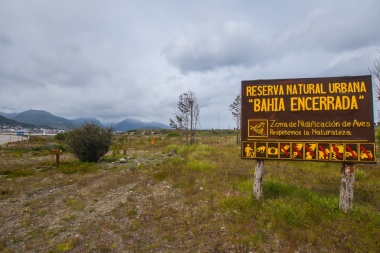 RESERVA NATURAL URBANA
"BAHIA ENCERRADA"
Zona de Nidificación de Aves
Respetemos la Naturaleza